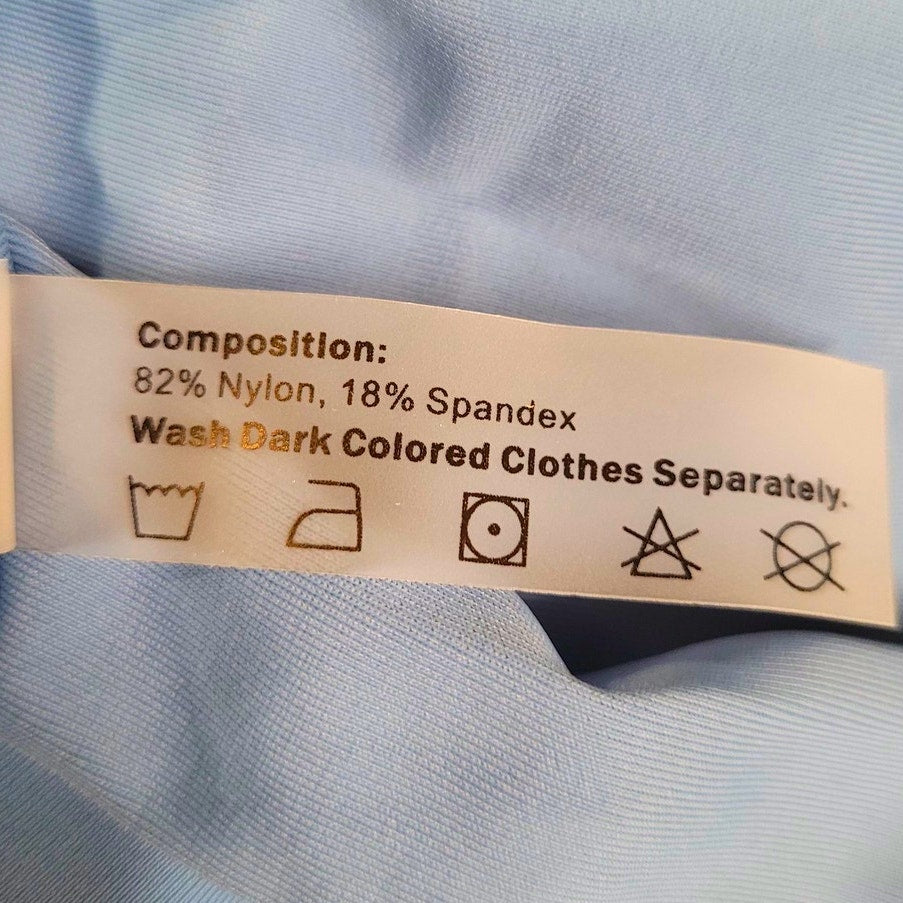 Composition:
82% Nylon, 18% Spandex
Wash Dark Colored Clothes Separately.